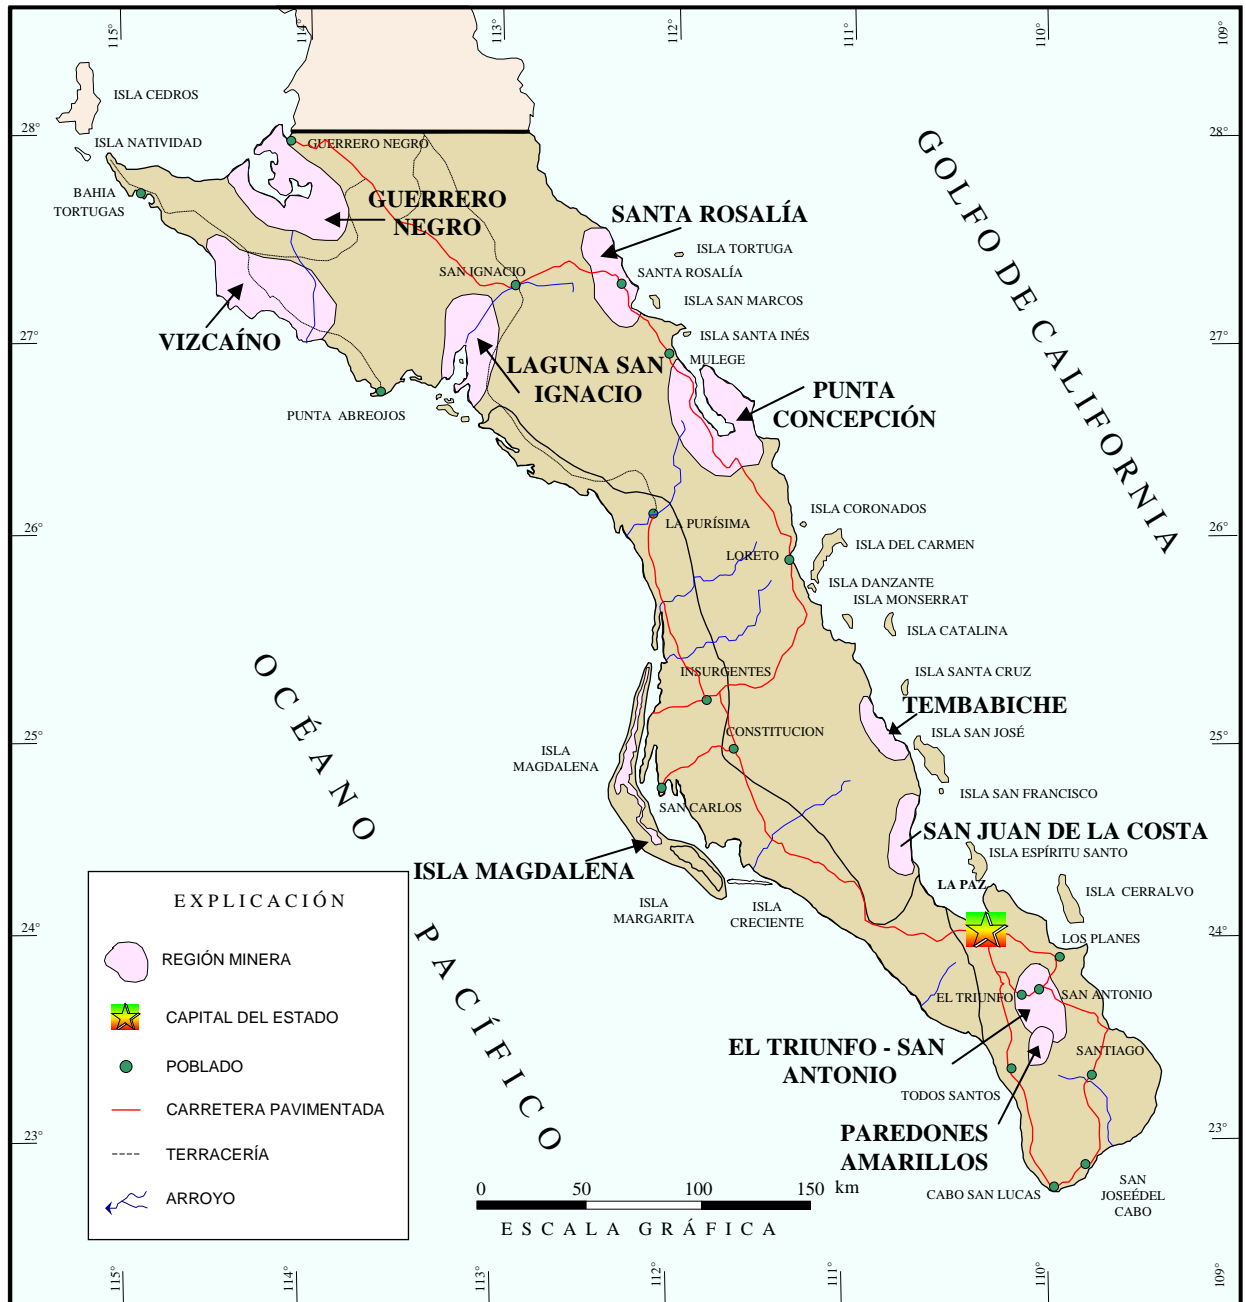 115°
114°
113°
112°
111°
110°
109°
ISLA CEDROS
28°
28°
ISLA NATIVIDAD
GUERRERO NEGRO
BAHIA
TORTUGAS
GUERRERO
NEGRO
SANTA ROSALÍA
ISLA TORTUGA
SAN IGNACIO
SANTA ROSALÍA
ISLA SAN MARCOS
VIZCAÍNO
27°
27°
ISLA SANTA INÉS
MULEGE
LAGUNA SAN
IGNACIO
PUNTA
CONCEPCIÓN
PUNTA ABREOJOS
GOLFO DE CALIFORNIA
ISLA CORONADOS
LA PURÍSIMA
26°
26°
ISLA DEL CARMEN
LORETO
ISLA DANZANTE
ISLA MONSERRAT
ISLA CATALINA
INSURGENTES
ISLA SANTA CRUZ
TEMBABICHE
CONSTITUCION
ISLA SAN JOSÉ
25°
25°
ISLA
MAGDALENA
SAN CARLOS
ISLA SAN FRANCISCO
SAN JUAN DE LA COSTA
ISLA ESPÍRITU SANTO
ISLA MAGDALENA
LA PAZ
ISLA CERRALVO
ISLA
MARGARITA
ISLA
CRECIENTE
OCÉANO
PACÍFICO
24°
24°
LOS PLANES
EL TRIUNFO
SAN ANTONIO
EL TRIUNFO - SAN
ANTONIO
SANTIAGO
TODOS SANTOS
PAREDONES
AMARILLOS
23°
23°
CABO SAN LUCAS
SAN
JOSEÉDEL
CABO
EXPLICACIÓN
REGIÓN MINERA
CAPITAL DEL ESTADO
POBLADO
CARRETERA PAVIMENTADA
TERRACERÍA
ARROYO
0 50 100 150 km
ESCALA GRÁFICA
115°
114°
113°
112°
111°
110°
109°